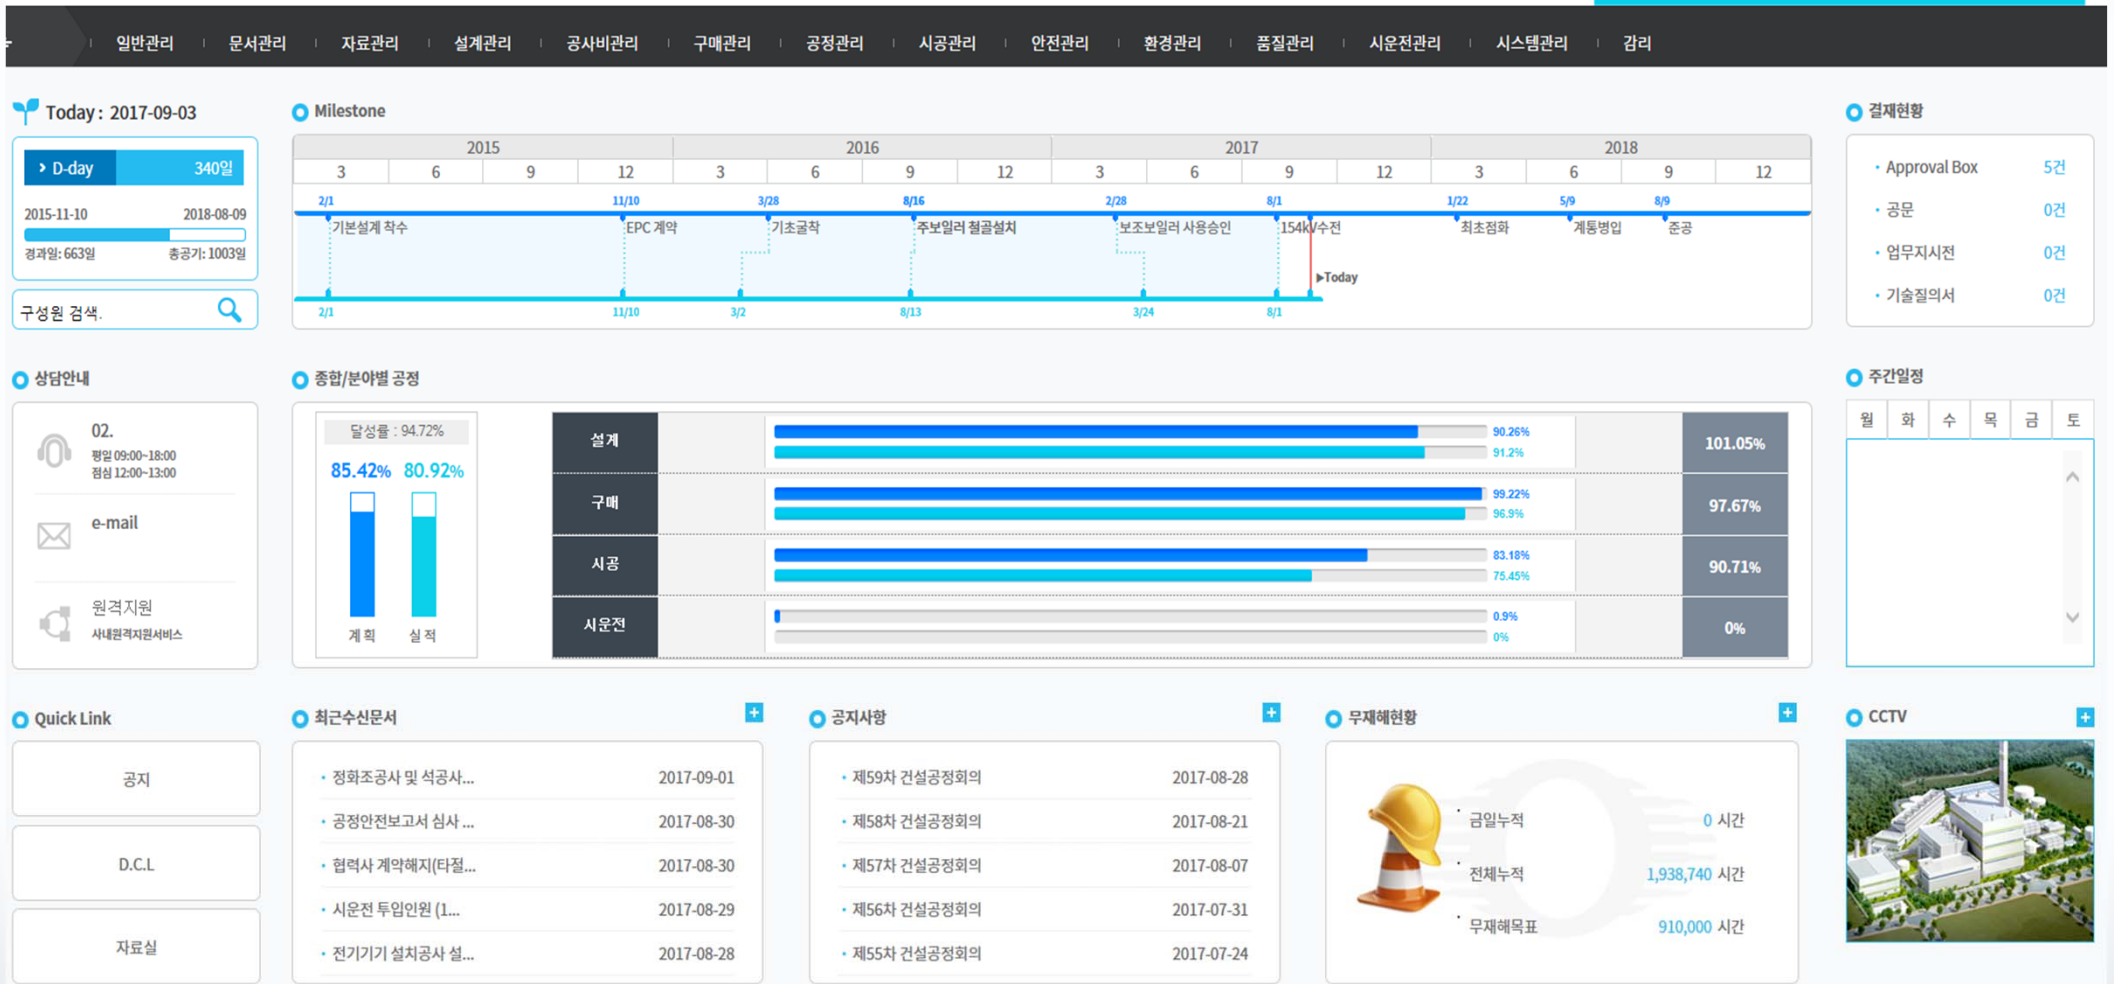 일반관리 문서관리 자료관리 설계관리 공사비관리 구매관리 공정관리 시공관리 안전관리 환경관리 품질관리 시운전관리 시스템관리 감리
Today : 2017-09-03
D-day 340일
2015-11-10 2018-08-09
경과일: 663일 총공기: 1003일
구성원 검색.
Milestone
2015 2016 2017 2018
3 6 9 12 3 6 9 12 3 6 9 12 3 6 9 12
2/1 11/10 3/28 8/16 2/28 8/1 1/22 5/9 8/9
기본설계 착수 EPC 계약 기초굴착 주보일러 철골설치 보조보일러 사용승인 154kV수전 최초점화 계통병입 준공
▶Today
2/1 11/10 3/2 8/13 3/24 8/1
결재현황
Approval Box 5건
공문 0건
업무지시전 0건
기술질의서 0건
상담안내
02.
평일 09:00~18:00
점심 12:00~13:00
e-mail
원격지원
사내원격지원서비스
종합/분야별 공정
달성률 : 94.72%
85.42% 80.92%
계획 실적
설계 90.26% 91.2% 101.05%
구매 99.22% 96.9% 97.67%
시공 83.18% 75.45% 90.71%
시운전 0.9% 0% 0%
주간일정
월 화 수 목 금 토
Quick Link
공지
D.C.L
자료실
최근수신문서
정화조공사 및 석공사... 2017-09-01
공정안전보고서 심사 ... 2017-08-30
협력사 계약해지(타절... 2017-08-30
시운전 투입인원 (1... 2017-08-29
전기기기 설치공사 설... 2017-08-28
공지사항
제59차 건설공정회의 2017-08-28
제58차 건설공정회의 2017-08-21
제57차 건설공정회의 2017-08-07
제56차 건설공정회의 2017-07-31
제55차 건설공정회의 2017-07-24
무재해현황
금일누적 0 시간
전체누적 1,938,740 시간
무재해목표 910,000 시간
CCTV